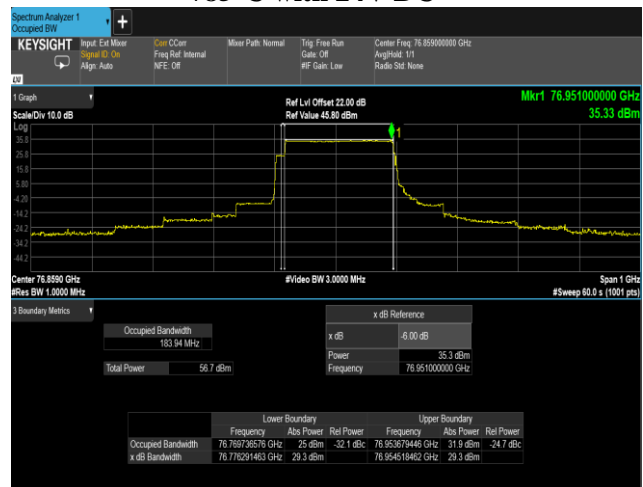 +85°C with 24V DC
Spectrum Analyzer 1
Occupied BW
+
KEYSIGHT Input: Ext Mixer Corr CCorr Mixer Path: Normal Trig: Free Run Center Freq: 76.859000000 GHz
Signal ID: On Freq Ref: Internal Gate: Off Avg|Hold: 1/1
Align: Auto NFE: Off #IF Gain: Low Radio Std: None
LXI
1 Graph Ref Lvl Offset 22.00 dB Mkr1 76.951000000 GHz
Scale/Div 10.0 dB Ref Value 45.80 dBm 35.33 dBm
Log
1
35.8
25.8
15.8
5.80
-4.20
-14.2
-24.2
-34.2
-44.2
Center 76.8590 GHz #Video BW 3.0000 MHz Span 1 GHz
#Res BW 1.0000 MHz #Sweep 60.0 s (1001 pts)
3 Boundary Metrics
x dB Reference
Occupied Bandwidth
183.94 MHz
x dB -6.00 dB
Power 35.3 dBm
Total Power 56.7 dBm Frequency 76.951000000 GHz
Lower Boundary Upper Boundary
Frequency Abs Power Rel Power Frequency Abs Power Rel Power
Occupied Bandwidth 76.769736576 GHz 25 dBm -32.1 dBc 76.953679446 GHz 31.9 dBm -24.7 dBc
x dB Bandwidth 76.776291463 GHz 29.3 dBm 76.954518462 GHz 29.3 dBm